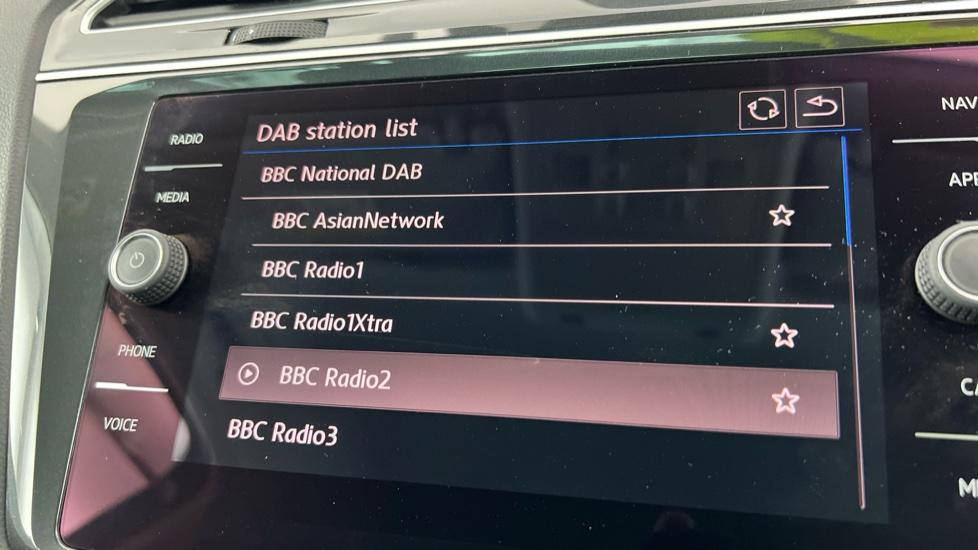 DAB station list
BBC National DAB
BBC AsianNetwork
BBC Radio1
BBC Radio1Xtra
BBC Radio2
BBC Radio3
RADIO
MEDIA
PHONE
VOICE
NAV